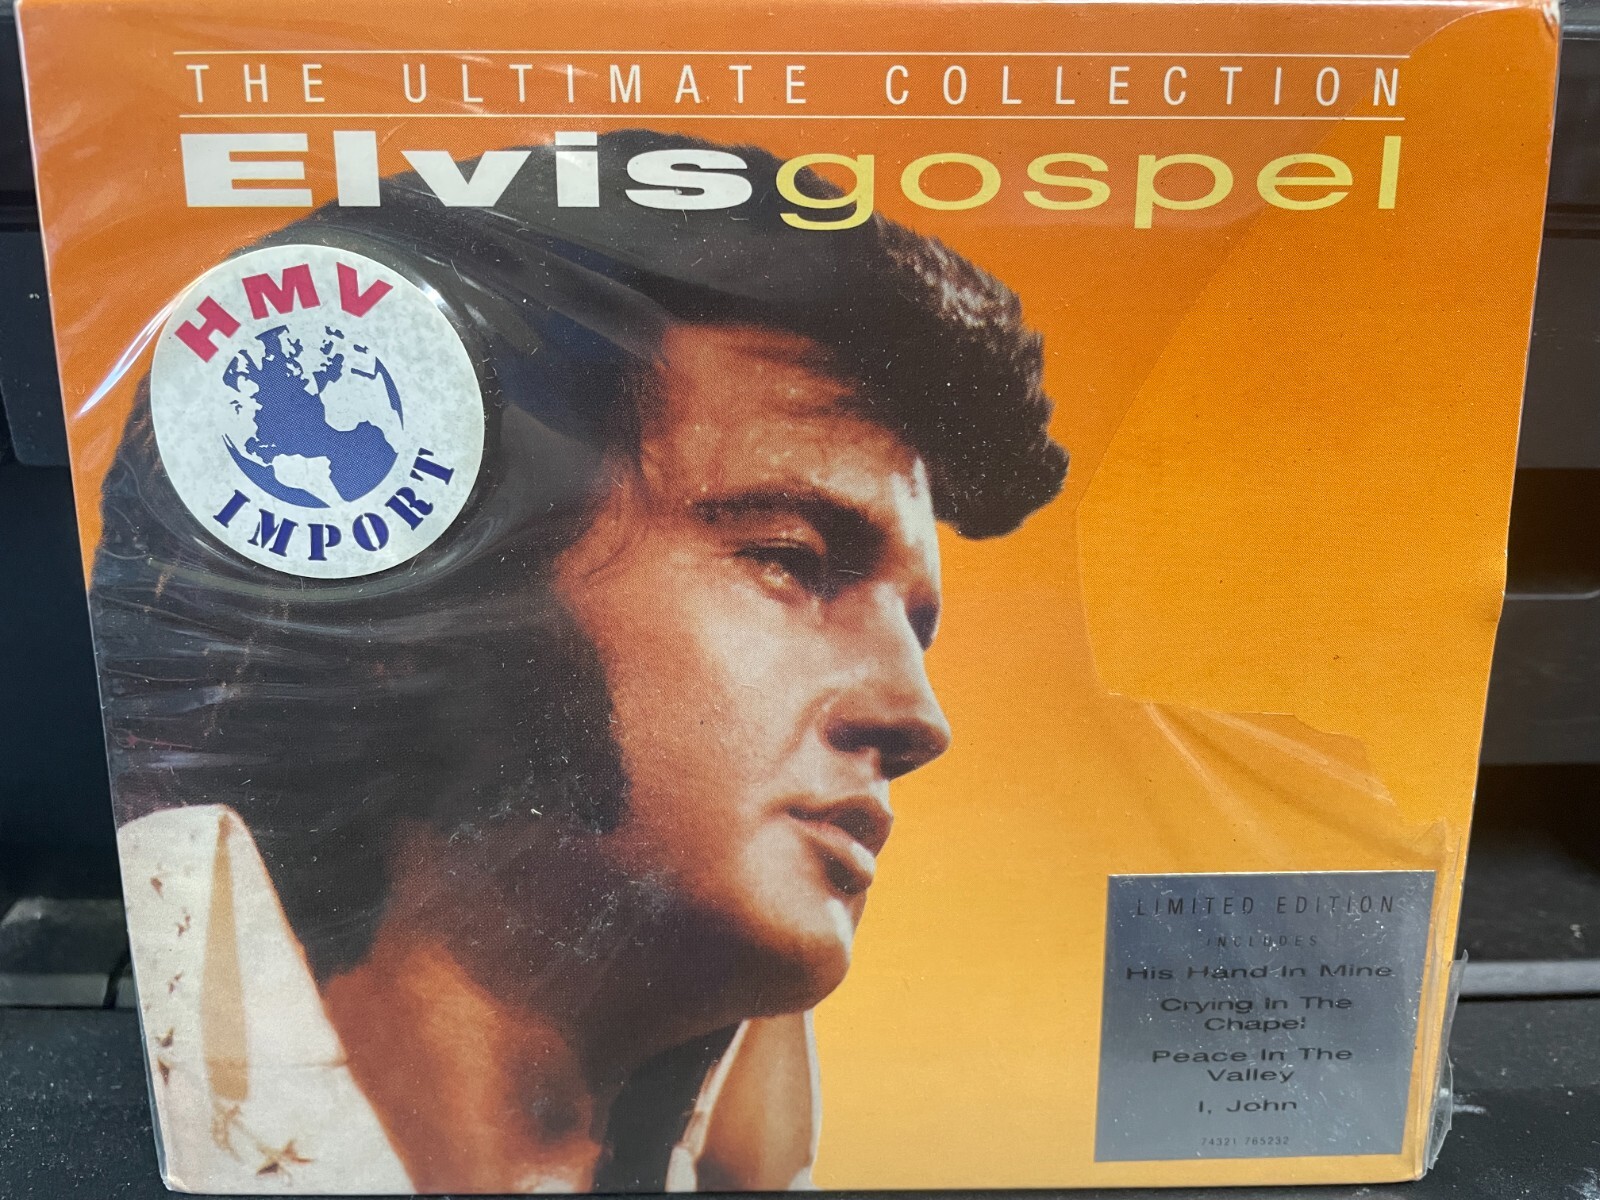 THE ULTIMATE COLLECTION
Elvisgospel
HMV
IMPORT
LIMITED EDITION
INCLUDES
His Hand In Mine
Crying In The
Chapel
Peace In The
Valley
I, John
74321 765232